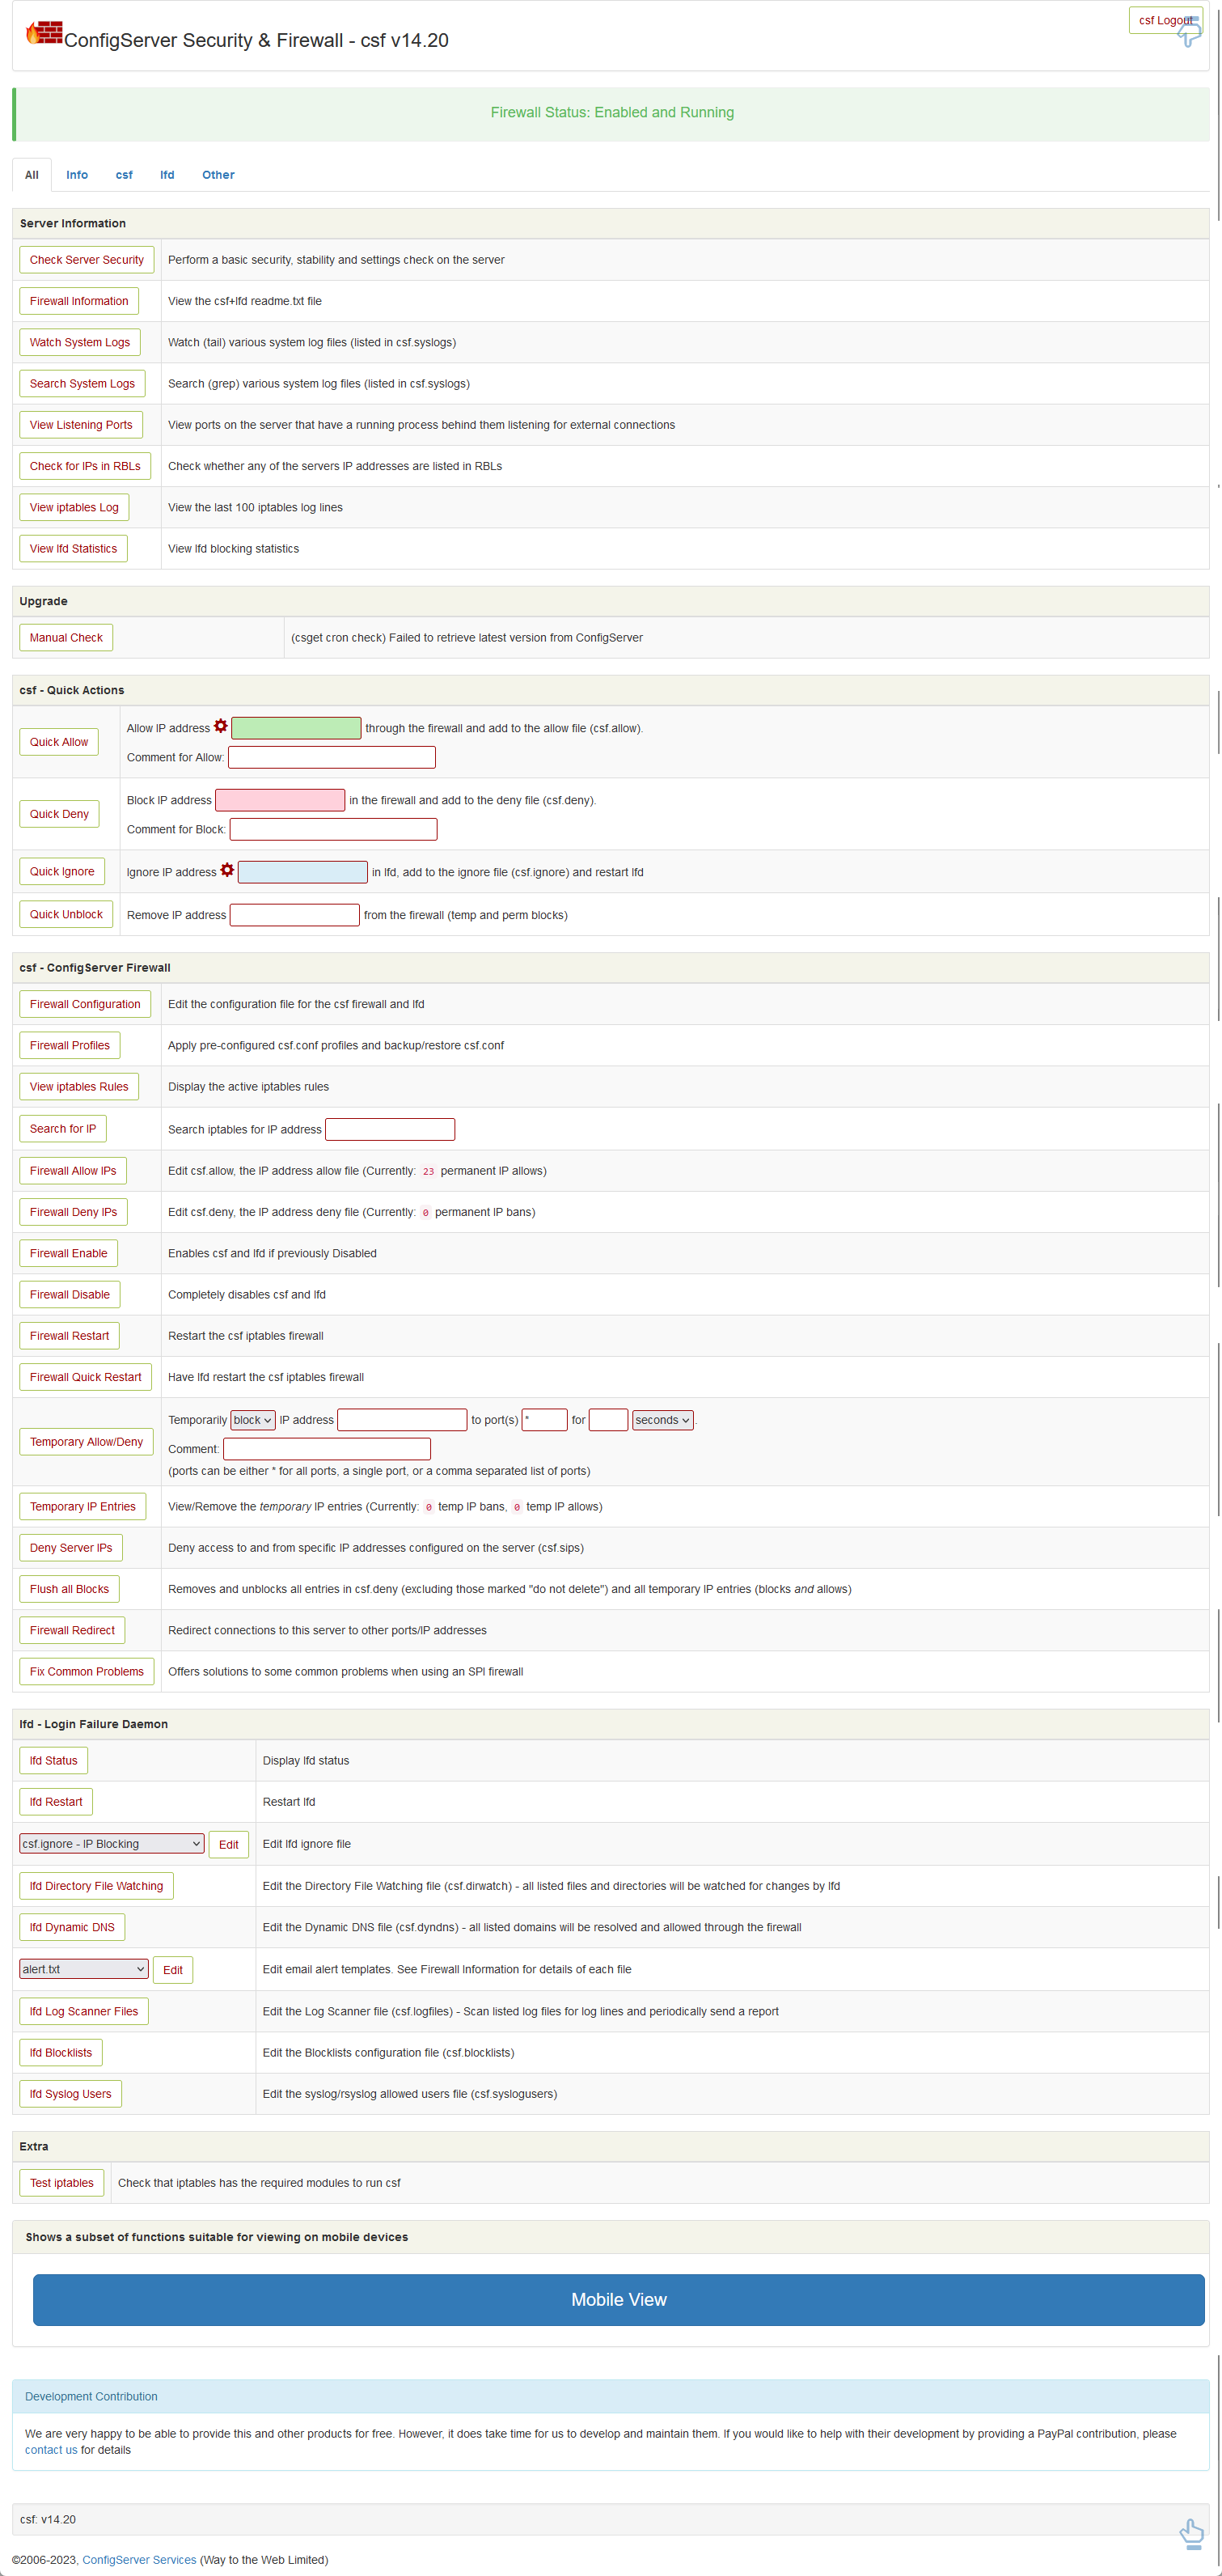 ConfigServer Security & Firewall - csf v14.20
csf Logout
Firewall Status: Enabled and Running
All Info csf lfd Other
Server Information
Check Server Security Perform a basic security, stability and settings check on the server
Firewall Information View the csf+lfd readme.txt file
Watch System Logs Watch (tail) various system log files (listed in csf.syslogs)
Search System Logs Search (grep) various system log files (listed in csf.syslogs)
View Listening Ports View ports on the server that have a running process behind them listening for external connections
Check for IPs in RBLs Check whether any of the servers IP addresses are listed in RBLs
View iptables Log View the last 100 iptables log lines
View lfd Statistics View lfd blocking statistics
Upgrade
Manual Check (csget cron check) Failed to retrieve latest version from ConfigServer
csf - Quick Actions
Quick Allow Allow IP address through the firewall and add to the allow file (csf.allow).
Comment for Allow:
Quick Deny Block IP address in the firewall and add to the deny file (csf.deny).
Comment for Block:
Quick Ignore Ignore IP address in lfd, add to the ignore file (csf.ignore) and restart lfd
Quick Unblock Remove IP address from the firewall (temp and perm blocks)
csf - ConfigServer Firewall
Firewall Configuration Edit the configuration file for the csf firewall and lfd
Firewall Profiles Apply pre-configured csf.conf profiles and backup/restore csf.conf
View iptables Rules Display the active iptables rules
Search for IP Search iptables for IP address
Firewall Allow IPs Edit csf.allow, the IP address allow file (Currently: 23 permanent IP allows)
Firewall Deny IPs Edit csf.deny, the IP address deny file (Currently: 0 permanent IP bans)
Firewall Enable Enables csf and lfd if previously Disabled
Firewall Disable Completely disables csf and lfd
Firewall Restart Restart the csf iptables firewall
Firewall Quick Restart Have lfd restart the csf iptables firewall
Temporary Allow/Deny Temporarily block IP address to port(s) * for seconds .
Comment:
(ports can be either * for all ports, a single port, or a comma separated list of ports)
Temporary IP Entries View/Remove the temporary IP entries (Currently: 0 temp IP bans, 0 temp IP allows)
Deny Server IPs Deny access to and from specific IP addresses configured on the server (csf.sips)
Flush all Blocks Removes and unblocks all entries in csf.deny (excluding those marked "do not delete") and all temporary IP entries (blocks and allows)
Firewall Redirect Redirect connections to this server to other ports/IP addresses
Fix Common Problems Offers solutions to some common problems when using an SPI firewall
lfd - Login Failure Daemon
lfd Status Display lfd status
lfd Restart Restart lfd
csf.ignore - IP Blocking Edit Edit lfd ignore file
lfd Directory File Watching Edit the Directory File Watching file (csf.dirwatch) - all listed files and directories will be watched for changes by lfd
lfd Dynamic DNS Edit the Dynamic DNS file (csf.dyndns) - all listed domains will be resolved and allowed through the firewall
alert.txt Edit Edit email alert templates. See Firewall Information for details of each file
lfd Log Scanner Files Edit the Log Scanner file (csf.logfiles) - Scan listed log files for log lines and periodically send a report
lfd Blocklists Edit the Blocklists configuration file (csf.blocklists)
lfd Syslog Users Edit the syslog/rsyslog allowed users file (csf.syslogusers)
Extra
Test iptables Check that iptables has the required modules to run csf
Shows a subset of functions suitable for viewing on mobile devices
Mobile View
Development Contribution
We are very happy to be able to provide this and other products for free. However, it does take time for us to develop and maintain them. If you would like to help with their development by providing a PayPal contribution, please
contact us for details
csf: v14.20
©2006-2023, ConfigServer Services (Way to the Web Limited)